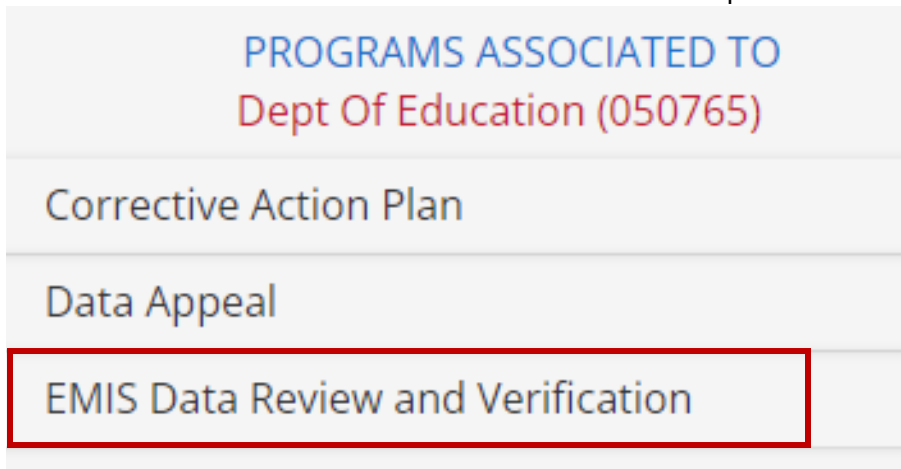 PROGRAMS ASSOCIATED TO
Dept Of Education (050765)
Corrective Action Plan
Data Appeal
EMIS Data Review and Verification